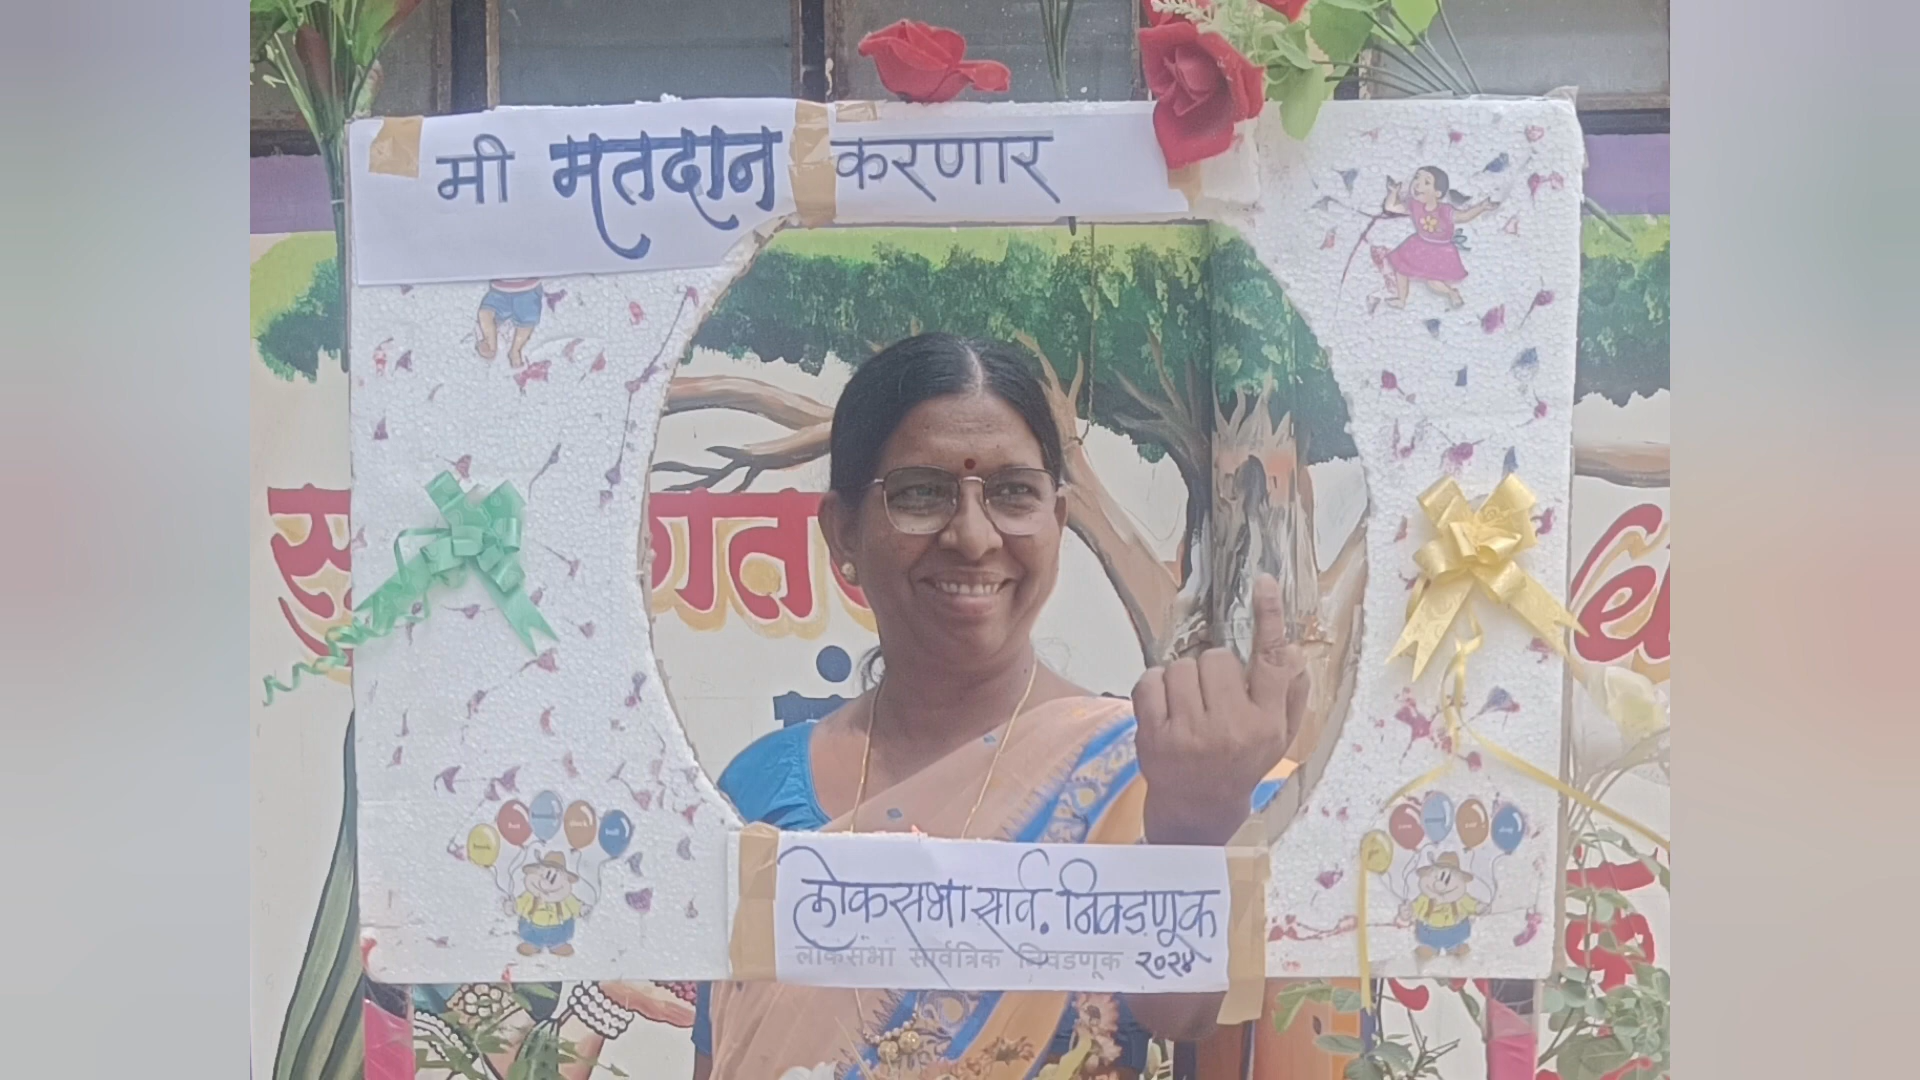 मी मतदान करणार
लोकसभा सार्व. निवडणूक
लोकसभा सार्वत्रिक निवडणूक २०२४